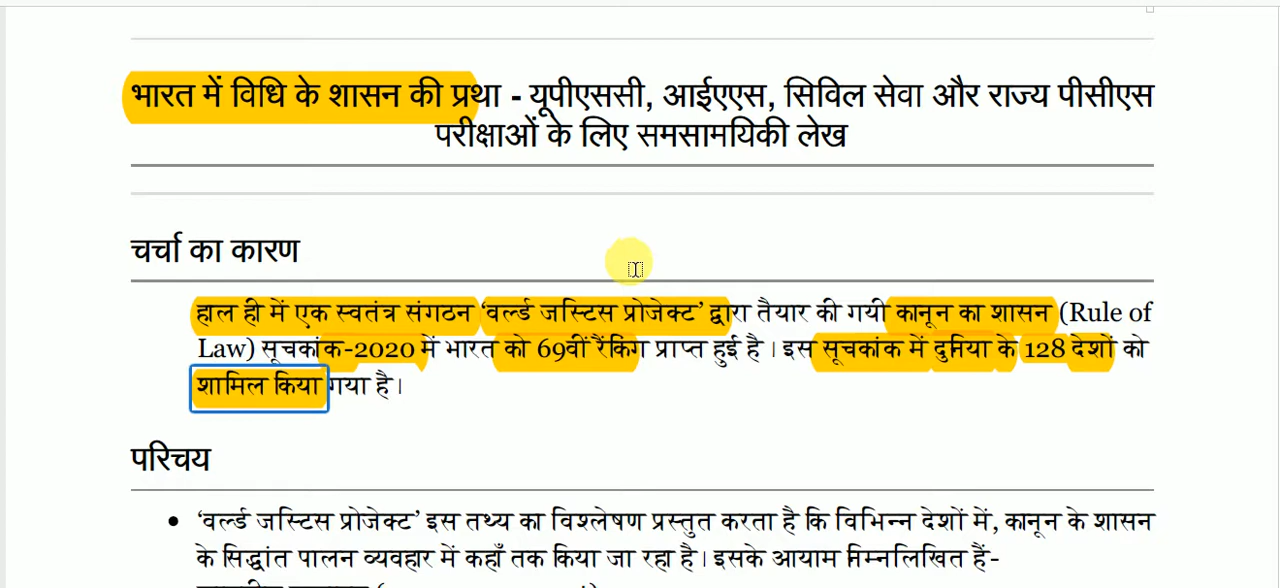 भारत में विधि के शासन की प्रथा - यूपीएससी, आईएएस, सिविल सेवा और राज्य पीसीएस
परीक्षाओं के लिए समसामयिकी लेख
चर्चा का कारण
हाल ही में एक स्वतंत्र संगठन ‘वर्ल्ड जस्टिस प्रोजेक्ट’ द्वारा तैयार की गयी कानून का शासन (Rule of
Law) सूचकांक-2020 में भारत को 69वीं रैंकिंग प्राप्त हुई है। इस सूचकांक में दुनिया के 128 देशों को
शामिल किया गया है।
परिचय
• ‘वर्ल्ड जस्टिस प्रोजेक्ट’ इस तथ्य का विश्लेषण प्रस्तुत करता है कि विभिन्न देशों में, कानून के शासन
के सिद्धांत पालन व्यवहार में कहाँ तक किया जा रहा है। इसके आयाम निम्नलिखित हैं-